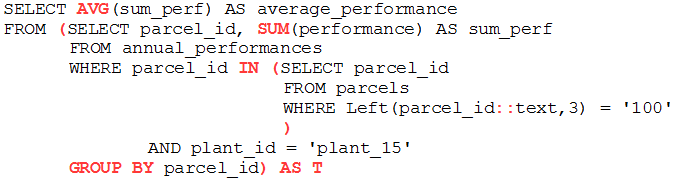 SELECT AVG(sum_perf) AS average_performance
FROM (SELECT parcel_id, SUM(performance) AS sum_perf
FROM annual_performances
WHERE parcel_id IN (SELECT parcel_id
FROM parcels
WHERE Left(parcel_id::text,3) = '100'
)
AND plant_id = 'plant_15'
GROUP BY parcel_id) AS T